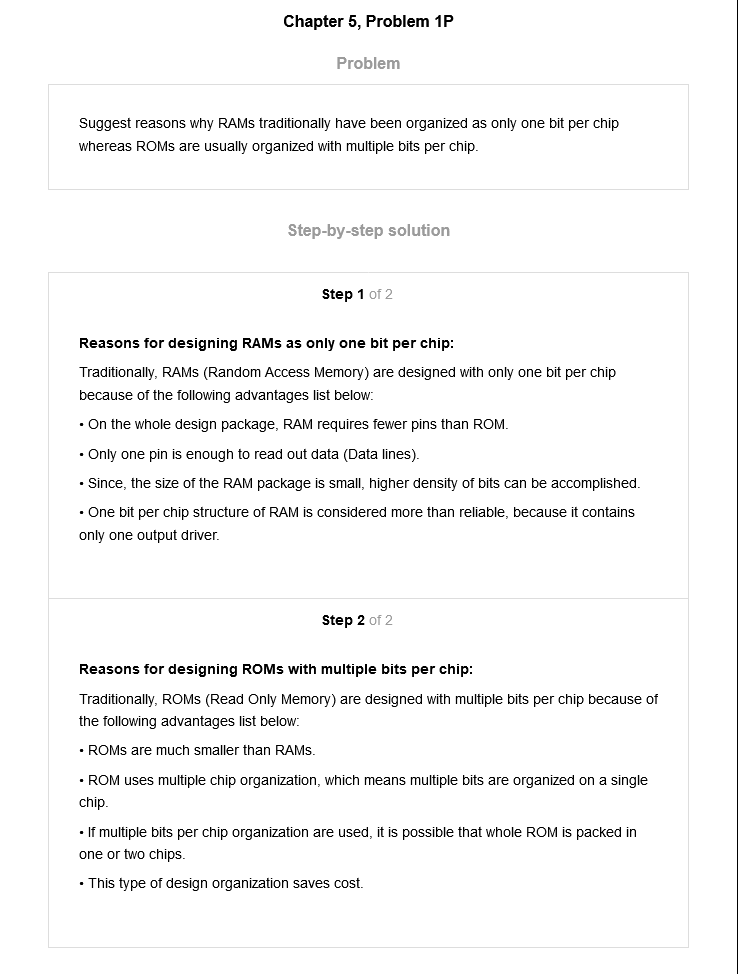 Chapter 5, Problem 1P
Problem
Suggest reasons why RAMs traditionally have been organized as only one bit per chip
whereas ROMs are usually organized with multiple bits per chip.
Step-by-step solution
Step 1 of 2
Reasons for designing RAMs as only one bit per chip:
Traditionally, RAMs (Random Access Memory) are designed with only one bit per chip
because of the following advantages list below:
• On the whole design package, RAM requires fewer pins than ROM.
• Only one pin is enough to read out data (Data lines).
• Since, the size of the RAM package is small, higher density of bits can be accomplished.
• One bit per chip structure of RAM is considered more than reliable, because it contains
only one output driver.
Step 2 of 2
Reasons for designing ROMs with multiple bits per chip:
Traditionally, ROMs (Read Only Memory) are designed with multiple bits per chip because of
the following advantages list below:
• ROMs are much smaller than RAMs.
• ROM uses multiple chip organization, which means multiple bits are organized on a single
chip.
• If multiple bits per chip organization are used, it is possible that whole ROM is packed in
one or two chips.
• This type of design organization saves cost.